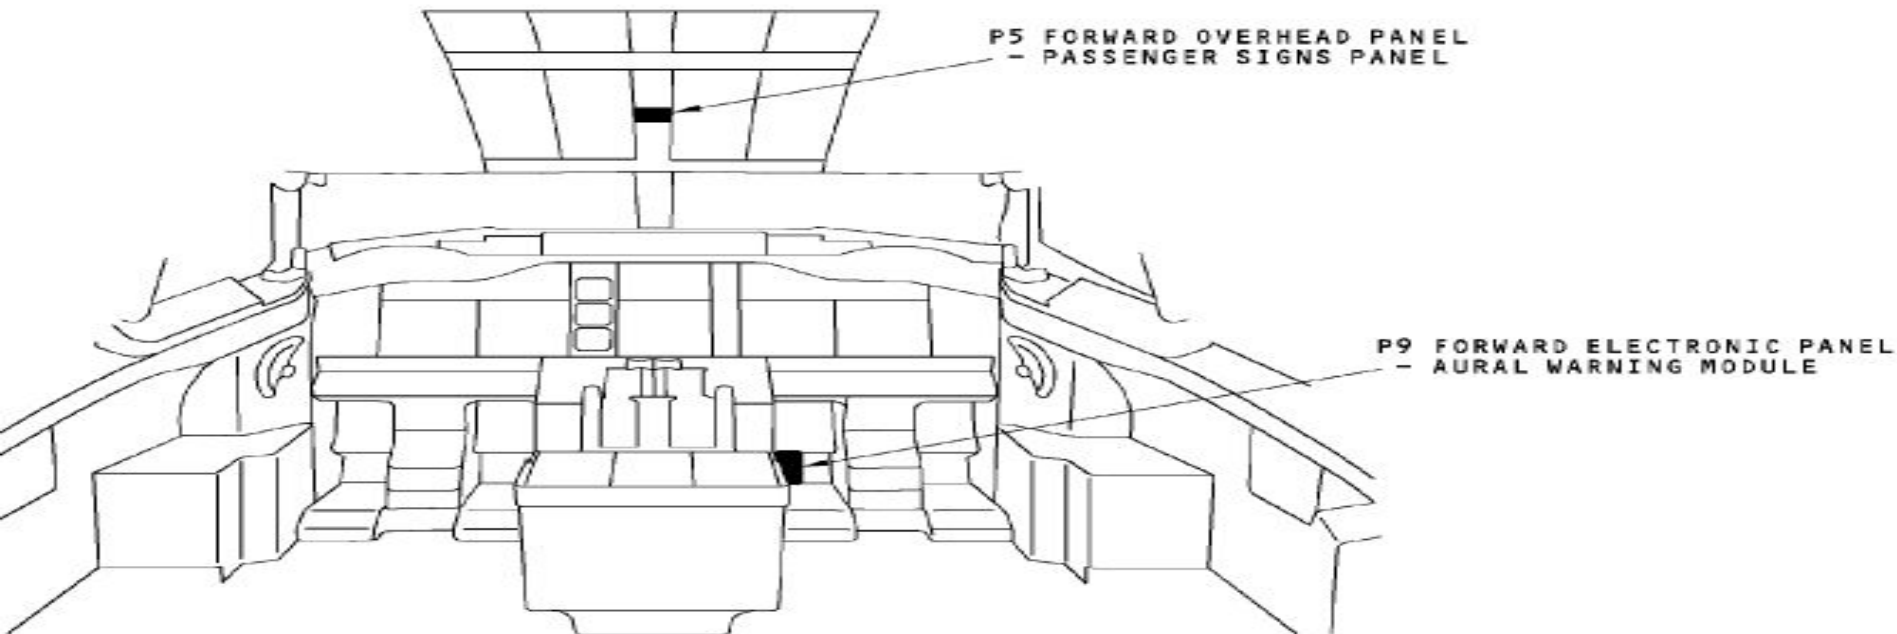 P5 FORWARD OVERHEAD PANEL
- PASSENGER SIGNS PANEL
P9 FORWARD ELECTRONIC PANEL
- AURAL WARNING MODULE